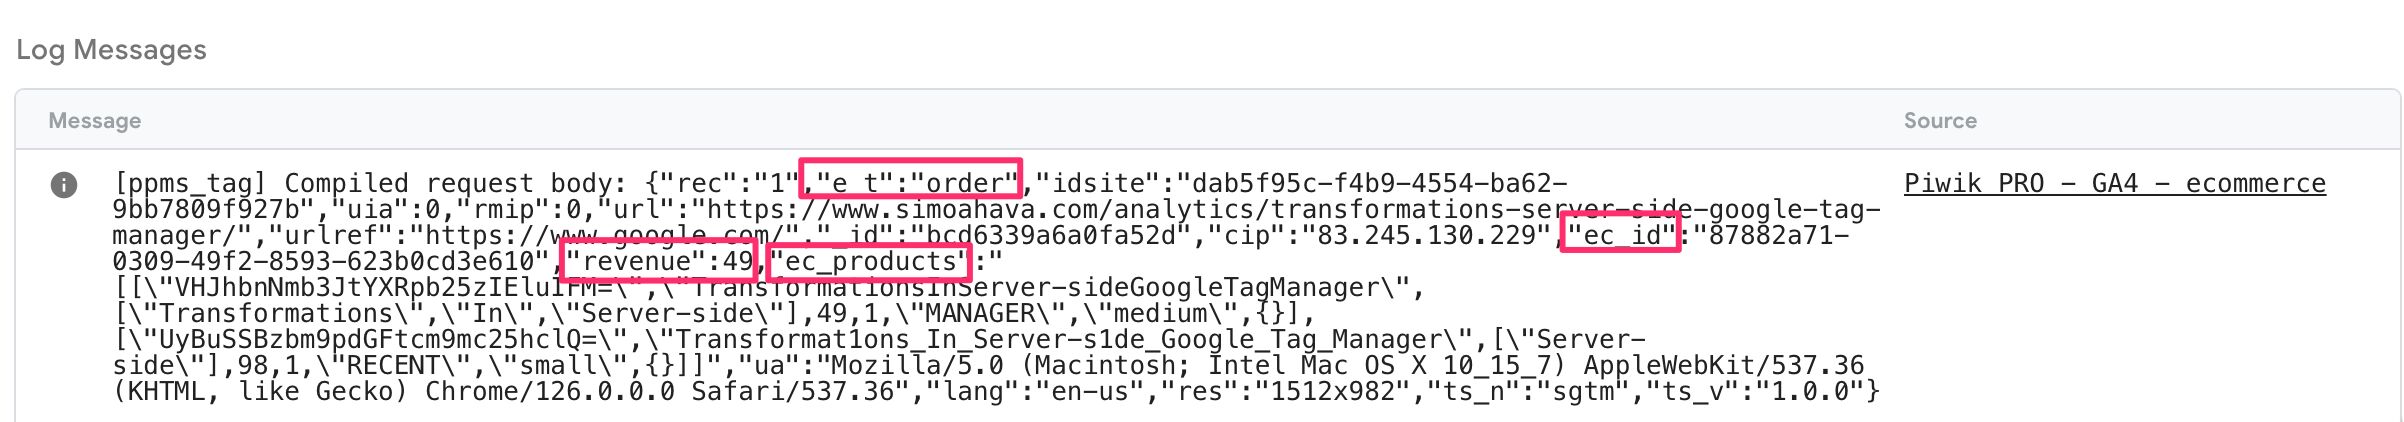 Log Messages
Message Source
[ppms_tag] Compiled request body: {"rec":"1","e_t":"order","idsite":"dab5f95c-f4b9-4554-ba62- Piwik PRO - GA4 - ecommerce
9bb7809f927b","uia":0,"rmip":0,"url":"https://www.simoahava.com/analytics/transformations-server-side-google-tag-
manager/","urlref":"https://www.google.com/","_id":"bcd6339a6a0fa52d","cip":"83.245.130.229","ec_id":"87882a71-
0309-49f2-8593-623b0cd3e610","revenue":49,"ec_products":"
[[\"VHJhbnNmb3JtYXRpb25zIEluIFM=\",\"TransformationsInServer-sideGoogleTagManager\",
[\"Transformations\",\"In\",\"Server-side\"],49,1,\"MANAGER\",\"medium\",{}],
[\"UyBuSSBzbm9pdGFtcm9mc25hclQ=\",\"Transformat1ons_In_Server-s1de_Google_Tag_Manager\",[\"Server-
side\"],98,1,\"RECENT\",\"small\",{}]]","ua":"Mozilla/5.0 (Macintosh; Intel Mac OS X 10_15_7) AppleWebKit/537.36
(KHTML, like Gecko) Chrome/126.0.0.0 Safari/537.36","lang":"en-us","res":"1512x982","ts_n":"sgtm","ts_v":"1.0.0"}